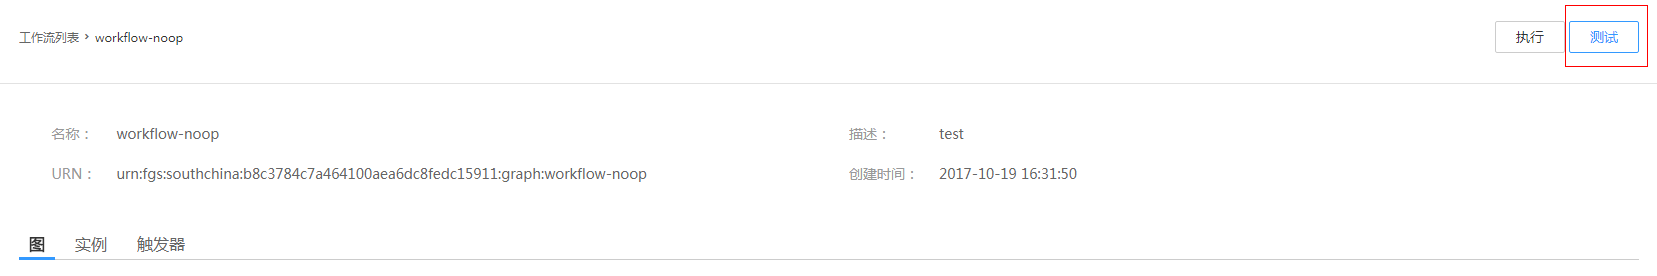 工作流列表 > workflow-noop 执行 测试
名称： workflow-noop 描述： test
URN： urn:fgs:southchina:b8c3784c7a464100aea6dc8fedc15911:graph:workflow-noop 创建时间： 2017-10-19 16:31:50
图 实例 触发器